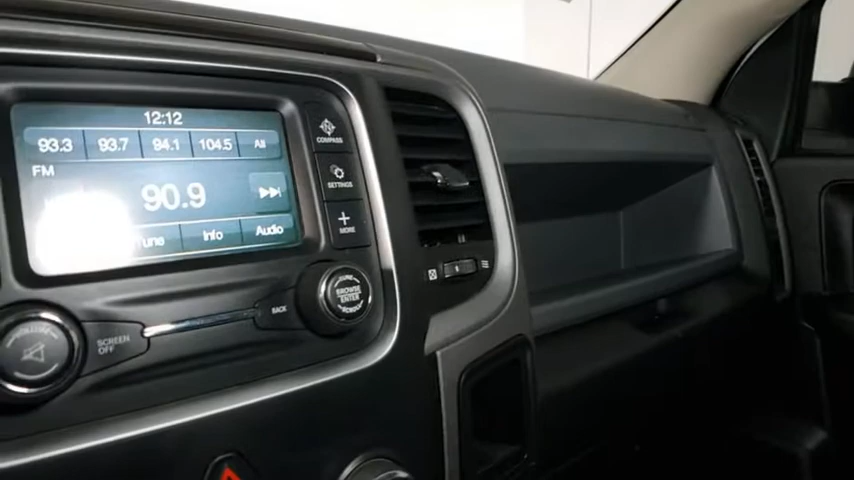 12:12
93.3 93.7 94.1 104.5 All
FM
90.9
Tune Info Audio
COMPASS
SETTINGS
+
MORE
BACK
BROWSE
ENTER
SCREEN
OFF